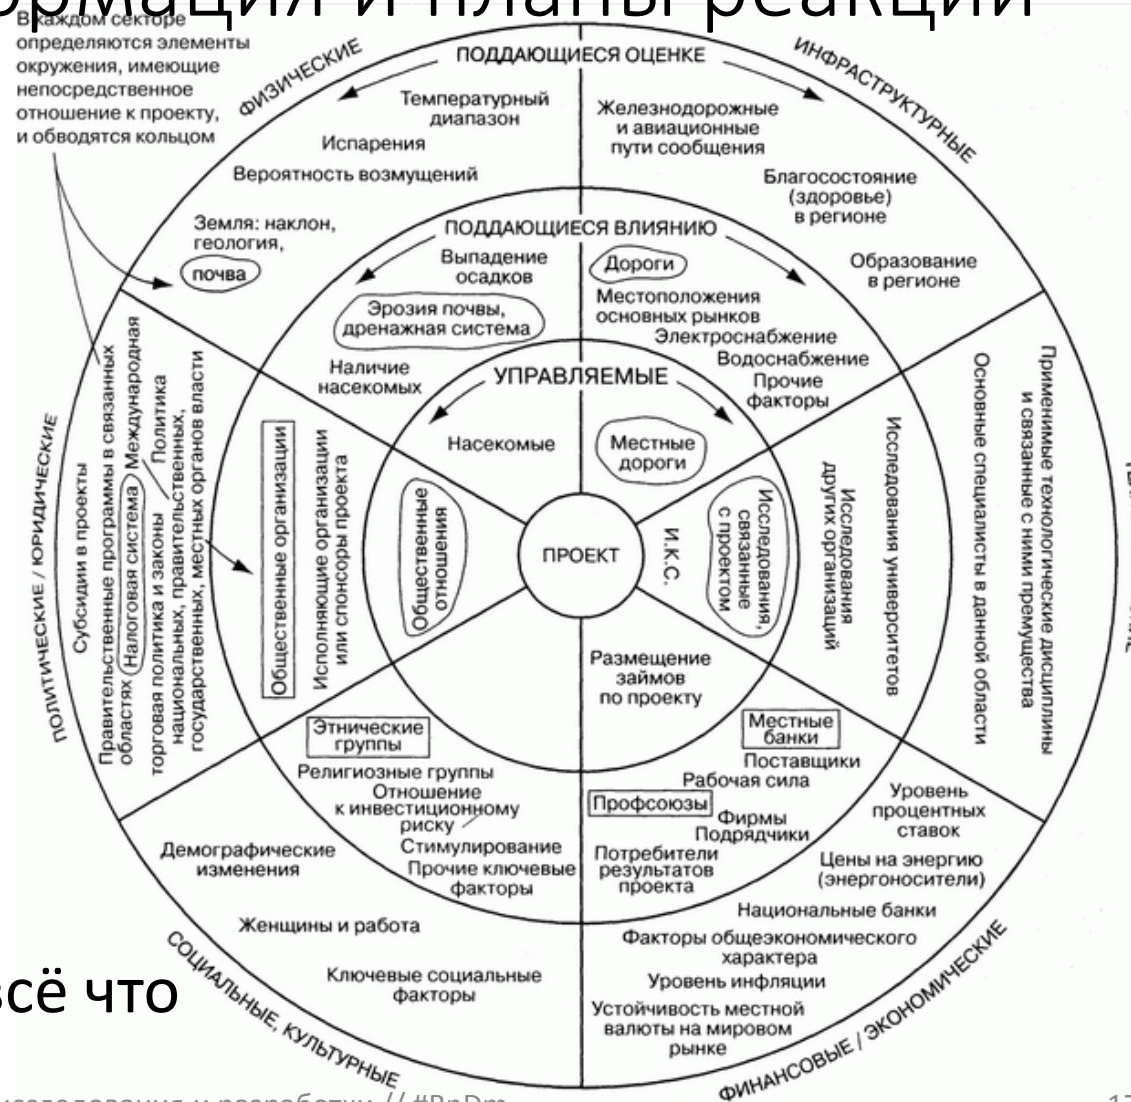 и планы реакции
В каждом секторе
определяются элементы
окружения, имеющие
непосредственное
отношение к проекту,
и обводятся кольцом
ФИЗИЧЕСКИЕ
ПОДДАЮЩИЕСЯ ОЦЕНКЕ
ИНФРАСТРУКТУРНЫЕ
Температурный
диапазон
Испарения
Вероятность возмущений
Земля: наклон,
геология,
почва
Железнодорожные
и авиационные
пути сообщения
Благосостояние
(здоровье)
в регионе
Образование
в регионе
ПОДДАЮЩИЕСЯ ВЛИЯНИЮ
Выпадение
осадков
Эрозия почвы,
дренажная система
Наличие
насекомых
Дороги
Местоположения
основных рынков
Электроснабжение
Водоснабжение
Прочие
факторы
УПРАВЛЯЕМЫЕ
Насекомые
Местные
дороги
ПОЛИТИЧЕСКИЕ / ЮРИДИЧЕСКИЕ
Субсидии в проекты
Правительственные программы в связанных
областях Налоговая система Международная
торговая политика и законы Политика
национальных, правительственных,
государственных, местных органов власти
Общественные организации
Исполняющие организации
или спонсоры проекта
Общественные
отношения
ПРОЕКТ
И.К.С.
Исследования,
связанные
с проектом
Исследования
других организаций
Исследования университетов
Основные специалисты в данной области
Применимые технологические дисциплины
и связанные с ними преимущества
Размещение
займов
по проекту
Этнические
группы
Религиозные группы
Отношение
к инвестиционному
риску
Стимулирование
Прочие ключевые
факторы
Местные
банки
Поставщики
Рабочая сила
Профсоюзы
Фирмы
Подрядчики
Потребители
результатов
проекта
Демографические
изменения
Женщины и работа
Ключевые социальные
факторы
СОЦИАЛЬНЫЕ, КУЛЬТУРНЫЕ
Уровень
процентных
ставок
Цены на энергию
(энергоносители)
Национальные банки
Факторы общеэкономического
характера
Уровень инфляции
Устойчивость местной
валюты на мировом
рынке
ФИНАНСОВЫЕ / ЭКОНОМИЧЕСКИЕ
всё что